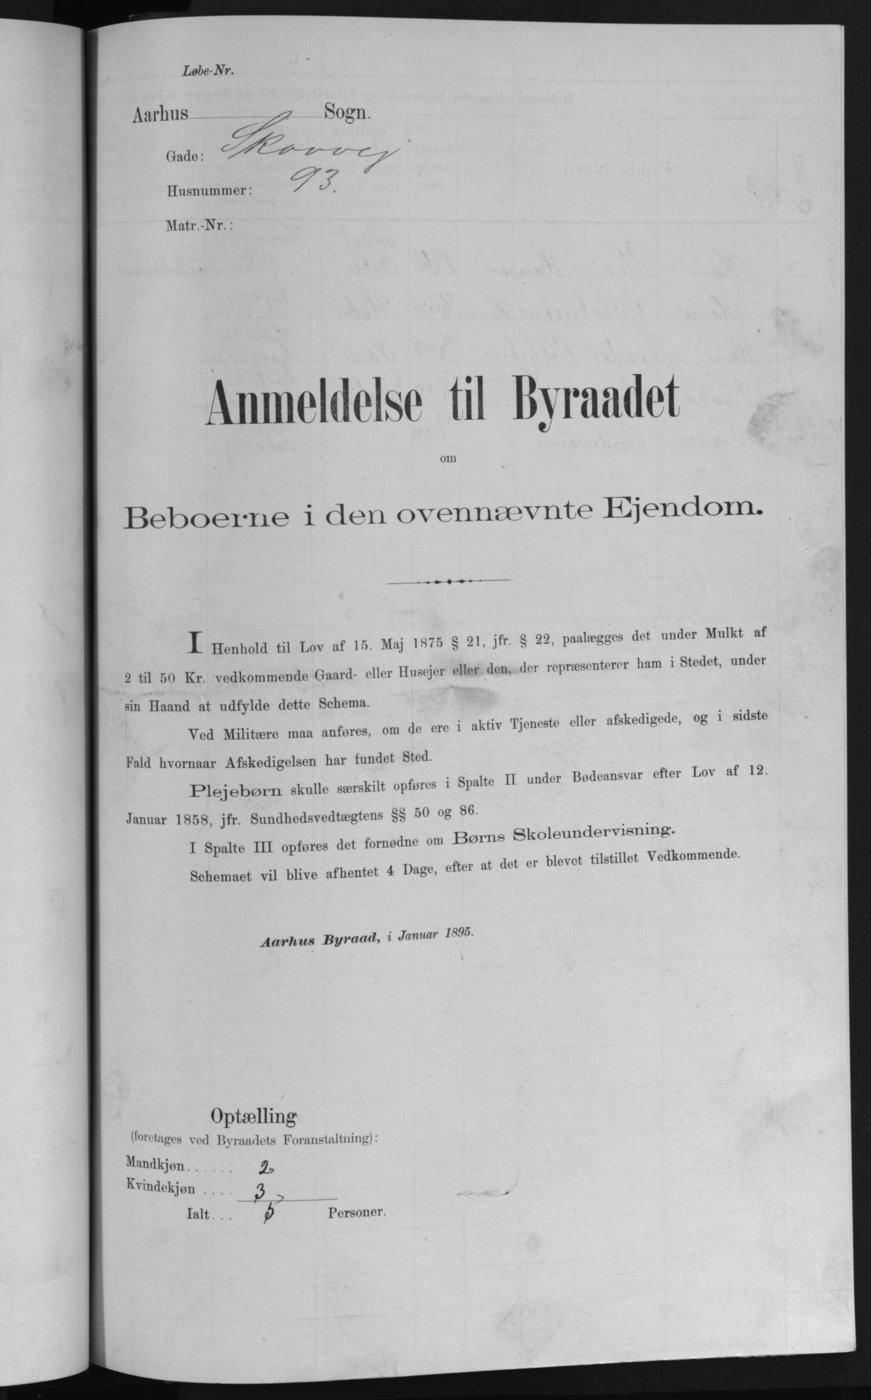 Løbe-Nr.
Aarhus Sogn.
Gade: Skovvej
Husnummer: 93.
Matr.-Nr.:
Anmeldelse til Byraadet
om
Beboerne i den ovennævnte Ejendom.
I Henhold til Lov af 15. Maj 1875 § 21, jfr. § 22, paalægges det under Mulkt af
2 til 50 Kr. vedkommende Gaard- eller Husejer eller den, der repræsenterer ham i Stedet, under
sin Haand at udfylde dette Schema.
Ved Militære maa anføres, om de ere i aktiv Tjeneste eller afskedigede, og i sidste
Fald hvornaar Afskedigelsen har fundet Sted.
Plejebørn skulle særskilt opføres i Spalte II under Bødeansvar efter Lov af 12.
Januar 1858, jfr. Sundhedsvedtægtens §§ 50 og 86.
I Spalte III opføres det fornødne om Børns Skoleundervisning.
Schemaet vil blive afhentet 4 Dage, efter at det er blevet tilstillet Vedkommende.
Aarhus Byraad, i Januar 1895.
Optælling
(foretages ved Byraadets Foranstaltning):
Mandkjøn...... 2
Kvindekjøn .... 3
Ialt... 5 Personer.